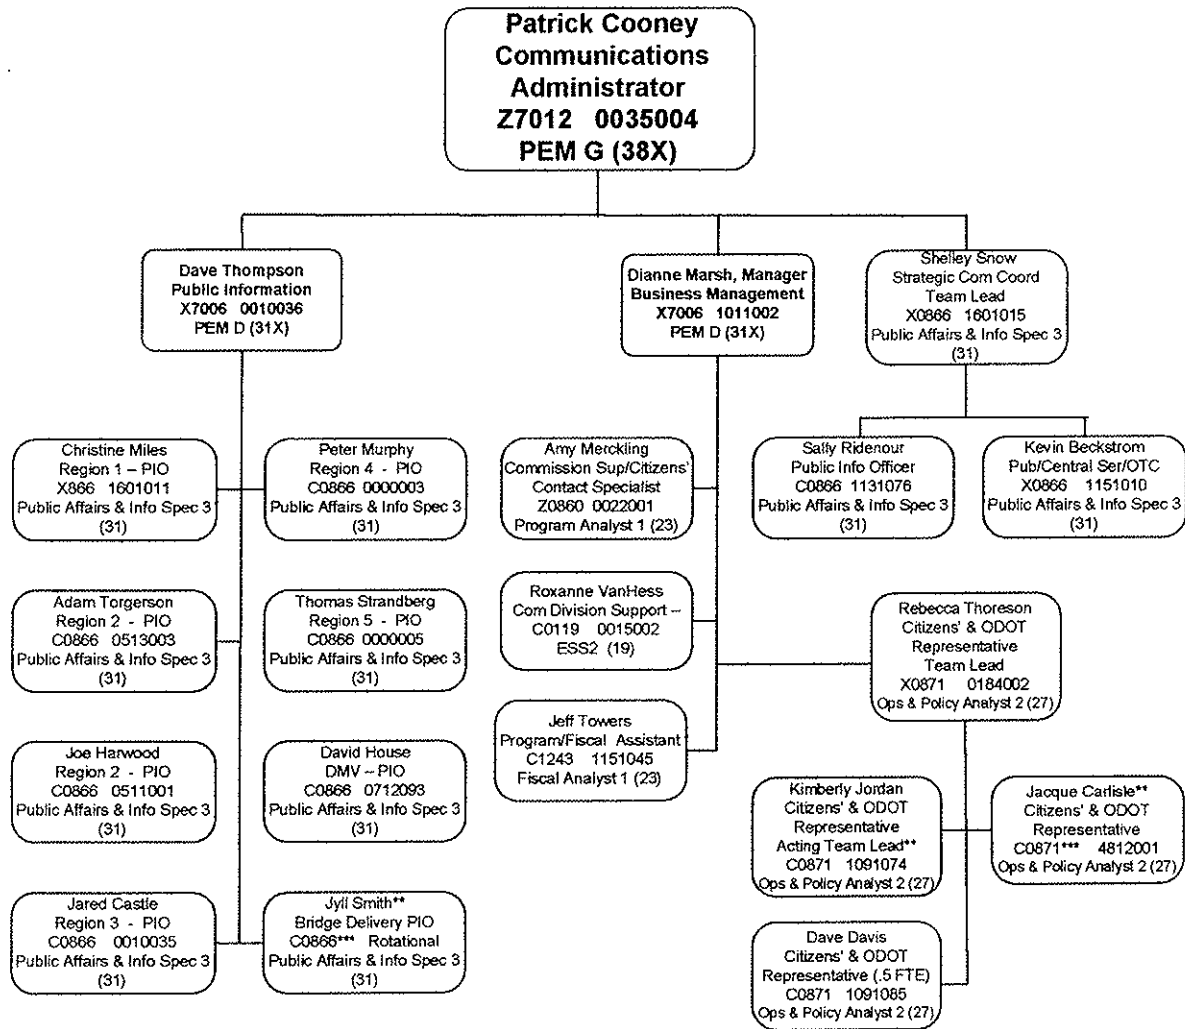 Patrick Cooney
Communications
Administrator
Z7012 0035004
PEM G (38X)
Dave Thompson
Public Information
X7006 0010036
PEM D (31X)
Dianne Marsh, Manager
Business Management
X7006 1011002
PEM D (31X)
Shelley Snow
Strategic Com Coord
Team Lead
X0866 1601015
Public Affairs & Info Spec 3
(31)
Christine Miles
Region 1 – PIO
X866 1601011
Public Affairs & Info Spec 3
(31)
Peter Murphy
Region 4 - PIO
C0866 0000003
Public Affairs & Info Spec 3
(31)
Amy Merckling
Commission Sup/Citizens'
Contact Specialist
Z0860 0022001
Program Analyst 1 (23)
Sally Ridenour
Public Info Officer
C0866 1131076
Public Affairs & Info Spec 3
(31)
Kevin Beckstrom
Pub/Central Ser/OTC
X0866 1151010
Public Affairs & Info Spec 3
(31)
Adam Torgerson
Region 2 - PIO
C0866 0513003
Public Affairs & Info Spec 3
(31)
Thomas Strandberg
Region 5 - PIO
C0866 0000005
Public Affairs & Info Spec 3
(31)
Roxanne VanHess
Com Division Support –
C0119 0015002
ESS2 (19)
Rebecca Thoreson
Citizens' & ODOT
Representative
Team Lead
X0871 0184002
Ops & Policy Analyst 2 (27)
Joe Harwood
Region 2 - PIO
C0866 0511001
Public Affairs & Info Spec 3
(31)
David House
DMV – PIO
C0866 0712093
Public Affairs & Info Spec 3
(31)
Jeff Towers
Program/Fiscal Assistant
C1243 1151045
Fiscal Analyst 1 (23)
Kimberly Jordan
Citizens' & ODOT
Representative
Acting Team Lead**
C0871 1091074
Ops & Policy Analyst 2 (27)
Jacque Carlisle**
Citizens' & ODOT
Representative
C0871*** 4812001
Ops & Policy Analyst 2 (27)
Jared Castle
Region 3 - PIO
C0866 0010035
Public Affairs & Info Spec 3
(31)
Jyll Smith**
Bridge Delivery PIO
C0866*** Rotational
Public Affairs & Info Spec 3
(31)
Dave Davis
Citizens' & ODOT
Representative (.5 FTE)
C0871 1091085
Ops & Policy Analyst 2 (27)